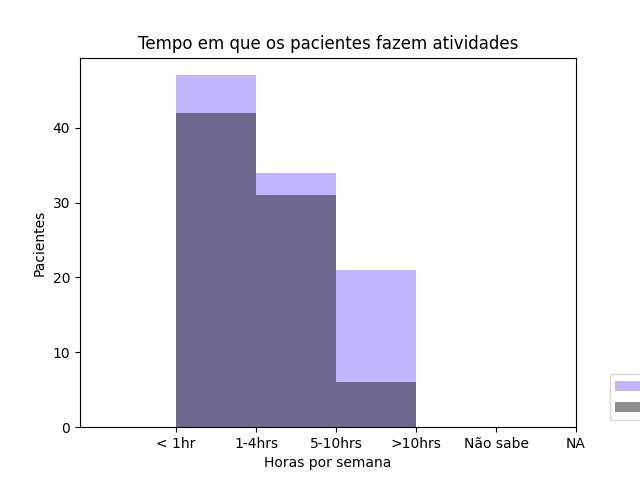 Tempo em que os pacientes fazem atividades
Pacientes
40
30
20
10
0
< 1hr 1-4hrs 5-10hrs >10hrs Não sabe NA
Horas por semana